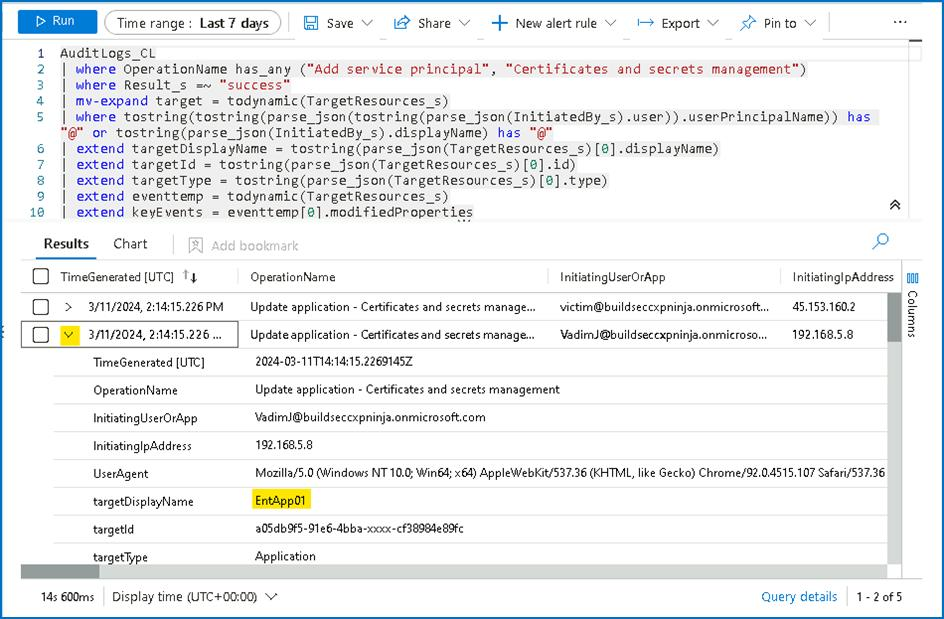 Run
Time range : Last 7 days
Save
Share
New alert rule
Export
Pin to
...
1 AuditLogs_CL
2 | where OperationName has_any ("Add service principal", "Certificates and secrets management")
3 | where Result_s =~ "success"
4 | mv-expand target = todynamic(TargetResources_s)
5 | where tostring(tostring(parse_json(tostring(parse_json(InitiatedBy_s).user)).userPrincipalName)) has
"@" or tostring(parse_json(InitiatedBy_s).displayName) has "@"
6 | extend targetDisplayName = tostring(parse_json(TargetResources_s)[0].displayName)
7 | extend targetId = tostring(parse_json(TargetResources_s)[0].id)
8 | extend targetType = tostring(parse_json(TargetResources_s)[0].type)
9 | extend eventtemp = todynamic(TargetResources_s)
10 | extend keyEvents = eventtemp[0].modifiedProperties
Results Chart Add bookmark
TimeGenerated [UTC] OperationName InitiatingUserOrApp InitiatingIpAddress
3/11/2024, 2:14:15.226 PM Update application - Certificates and secrets manage... victim@buildseccxpninja.onmicrosoft... 45.153.160.2
3/11/2024, 2:14:15.226 ... Update application - Certificates and secrets manage... VadimJ@buildseccxpninja.onmicroso... 192.168.5.8
Columns
TimeGenerated [UTC] 2024-03-11T14:14:15.2269145Z
OperationName Update application - Certificates and secrets management
InitiatingUserOrApp VadimJ@buildseccxpninja.onmicrosoft.com
InitiatingIpAddress 192.168.5.8
UserAgent Mozilla/5.0 (Windows NT 10.0; Win64; x64) AppleWebKit/537.36 (KHTML, like Gecko) Chrome/92.0.4515.107 Safari/537.36
targetDisplayName EntApp01
targetId a05db9f5-91e6-4bba-xxxx-cf38984e89fc
targetType Application
14s 600ms Display time (UTC+00:00) Query details 1 - 2 of 5